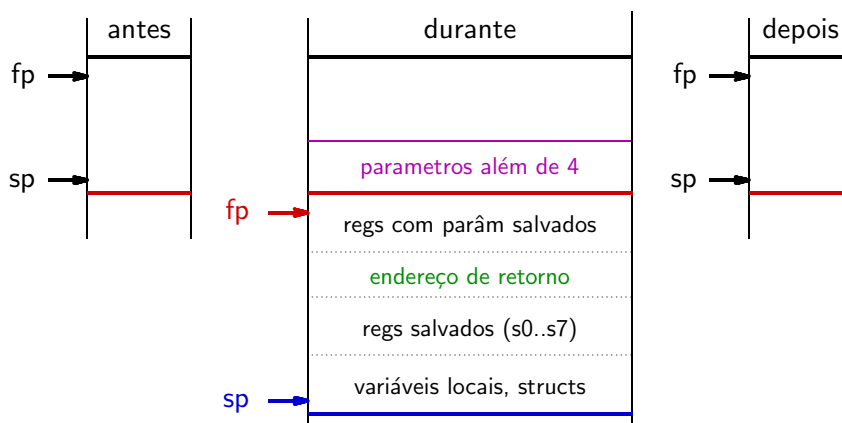 antes
durante
depois
fp
fp
sp
parametros além de 4
sp
fp
regs com parâm salvados
endereço de retorno
regs salvados (s0..s7)
variáveis locais, structs
sp